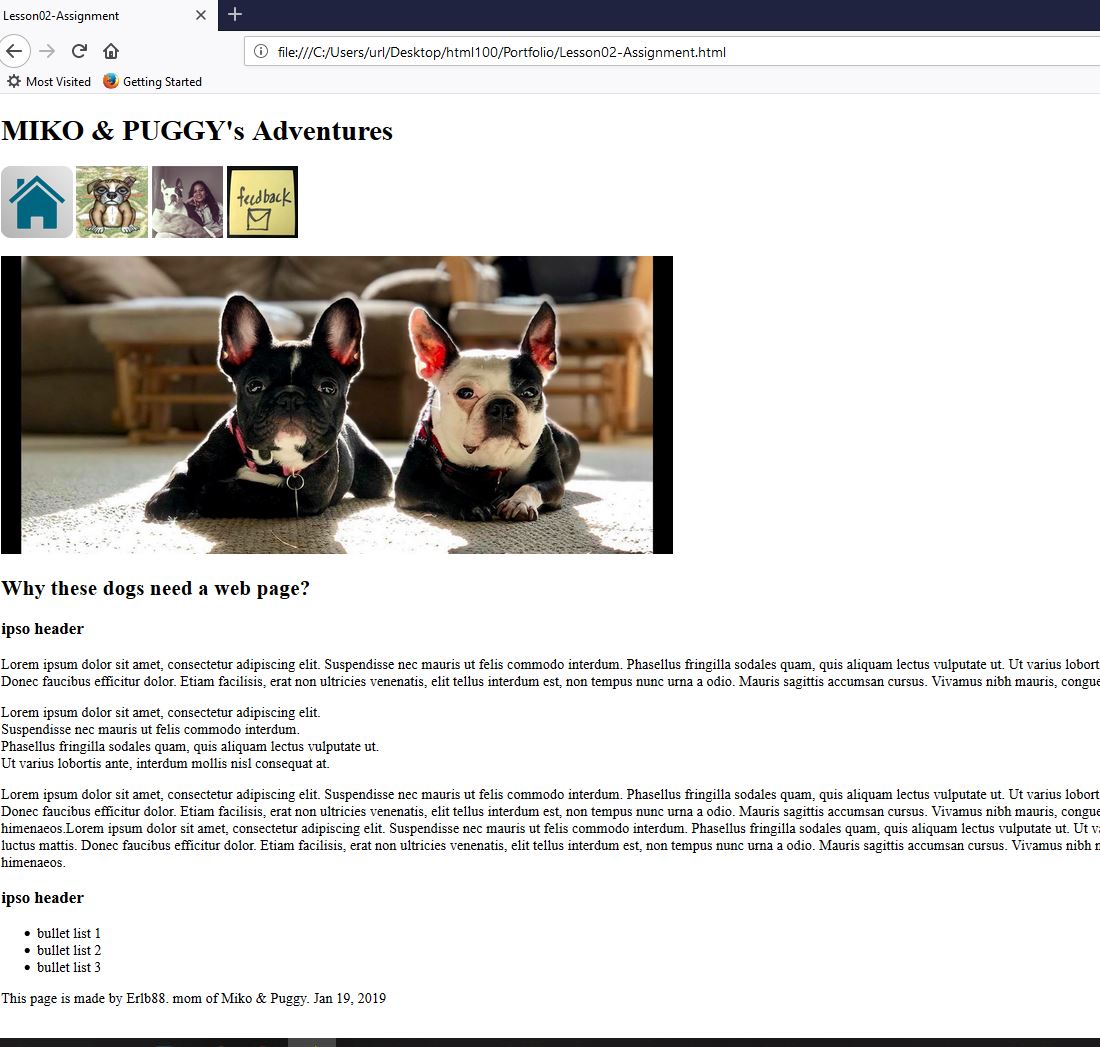 Lesson02-Assignment
file:///C:/Users/url/Desktop/html100/Portfolio/Lesson02-Assignment.html
Most Visited Getting Started
MIKO & PUGGY's Adventures
feedback
Why these dogs need a web page?
ipso header
Lorem ipsum dolor sit amet, consectetur adipiscing elit. Suspendisse nec mauris ut felis commodo interdum. Phasellus fringilla sodales quam, quis aliquam lectus vulputate ut. Ut varius lobort
Donec faucibus efficitur dolor. Etiam facilisis, erat non ultricies venenatis, elit tellus interdum est, non tempus nunc urna a odio. Mauris sagittis accumsan cursus. Vivamus nibh mauris, congue
Lorem ipsum dolor sit amet, consectetur adipiscing elit.
Suspendisse nec mauris ut felis commodo interdum.
Phasellus fringilla sodales quam, quis aliquam lectus vulputate ut.
Ut varius lobortis ante, interdum mollis nisl consequat at.
Lorem ipsum dolor sit amet, consectetur adipiscing elit. Suspendisse nec mauris ut felis commodo interdum. Phasellus fringilla sodales quam, quis aliquam lectus vulputate ut. Ut varius lobort
Donec faucibus efficitur dolor. Etiam facilisis, erat non ultricies venenatis, elit tellus interdum est, non tempus nunc urna a odio. Mauris sagittis accumsan cursus. Vivamus nibh mauris, congue
himenaeos.Lorem ipsum dolor sit amet, consectetur adipiscing elit. Suspendisse nec mauris ut felis commodo interdum. Phasellus fringilla sodales quam, quis aliquam lectus vulputate ut. Ut v
luctus mattis. Donec faucibus efficitur dolor. Etiam facilisis, erat non ultricies venenatis, elit tellus interdum est, non tempus nunc urna a odio. Mauris sagittis accumsan cursus. Vivamus nibh
himenaeos.
ipso header
bullet list 1
bullet list 2
bullet list 3
This page is made by Erlb88. mom of Miko & Puggy. Jan 19, 2019